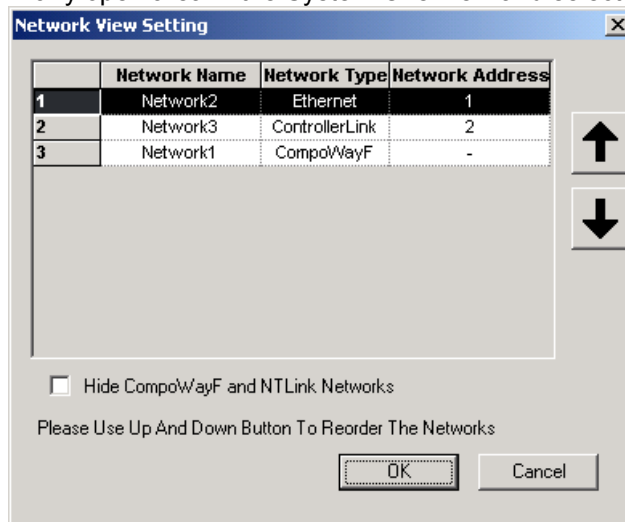 Network View Setting
Network Name Network Type Network Address
1 Network2 Ethernet 1
2 Network3 ControllerLink 2
3 Network1 CompoWayF -
Hide CompoWayF and NTLink Networks
Please Use Up And Down Button To Reorder The Networks
OK Cancel